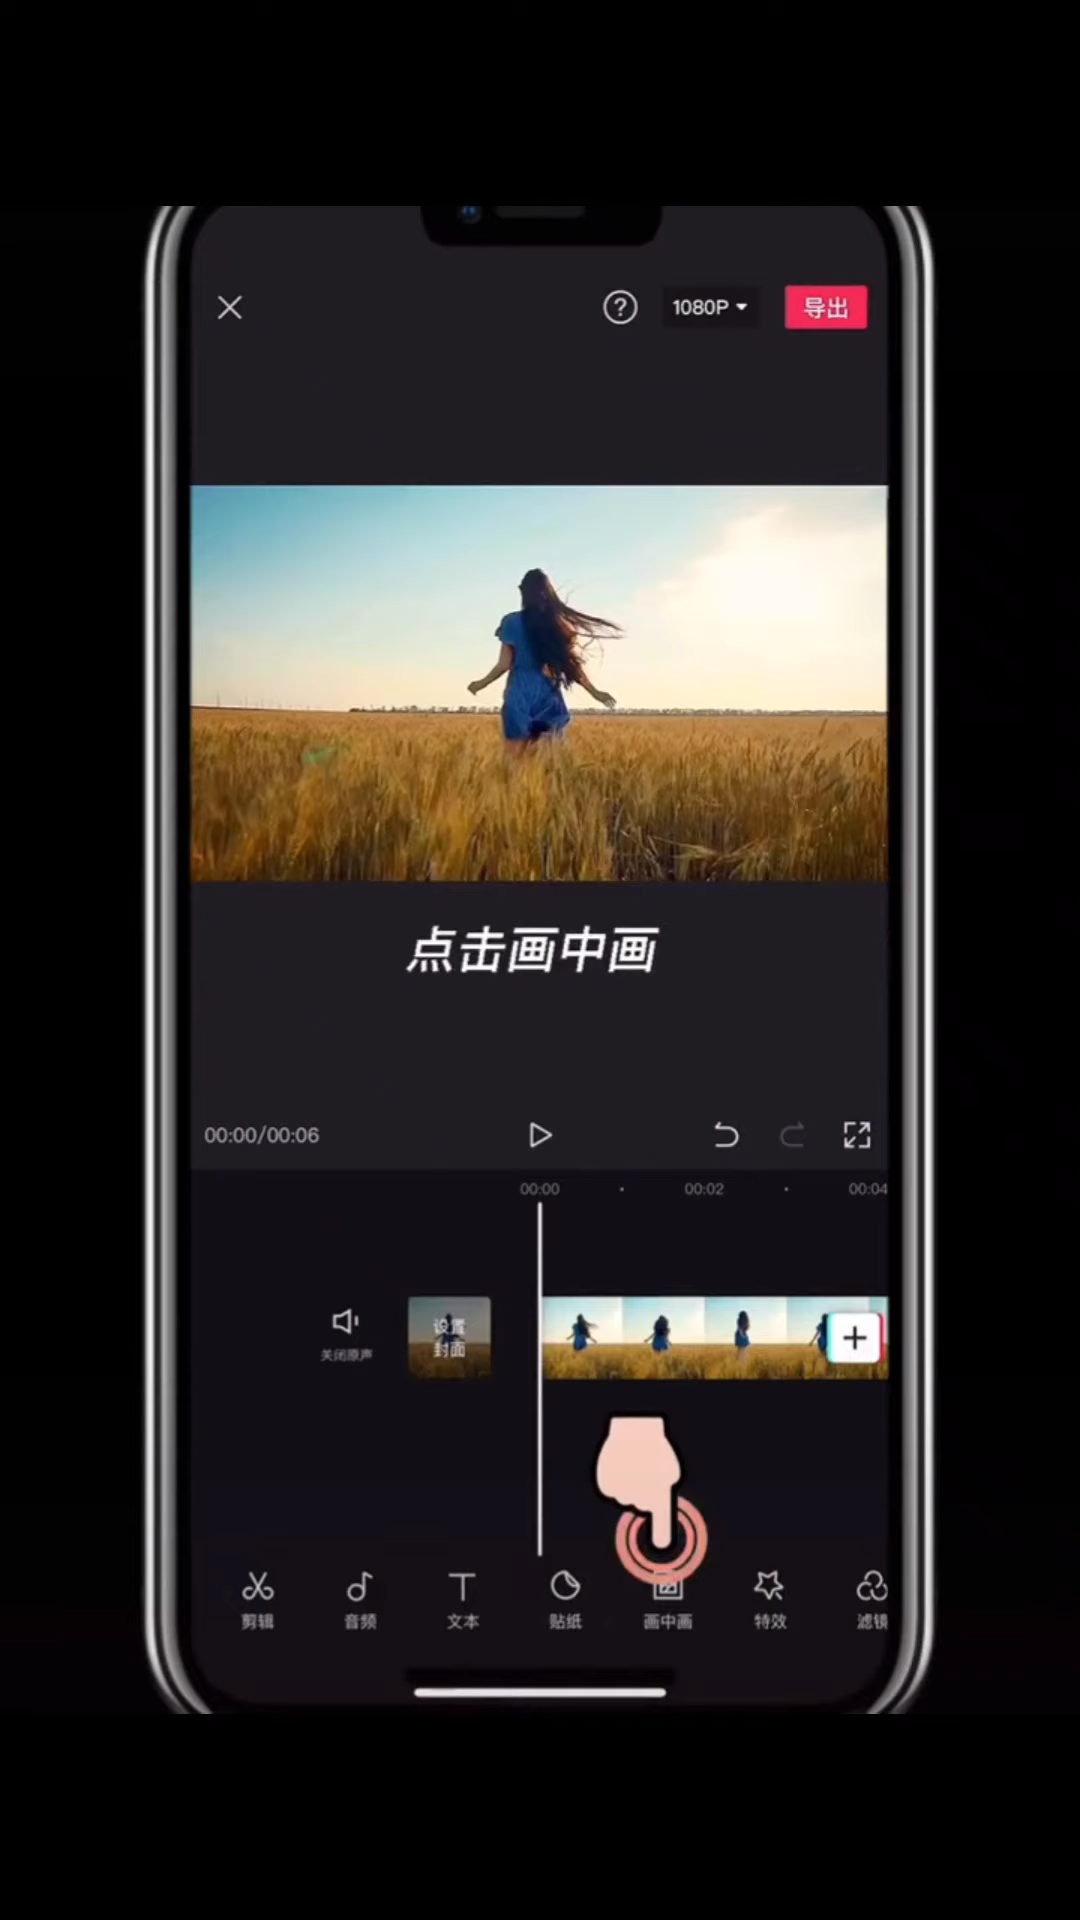 1080P
导出
点击画中画
00:00/00:06
00:00
00:02
00:04
关闭原声
设置
封面
剪辑
音频
文本
贴纸
画中画
特效
滤镜